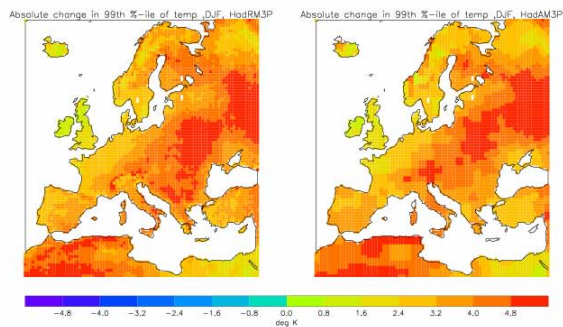 Absolute change in 99th %-ile of temp ,DJF, HadRM3P
Absolute change in 99th %-ile of temp ,DJF, HadAM3P
-4.8 -4.0 -3.2 -2.4 -1.6 -0.8 0.0 0.8 1.6 2.4 3.2 4.0 4.8
deg K